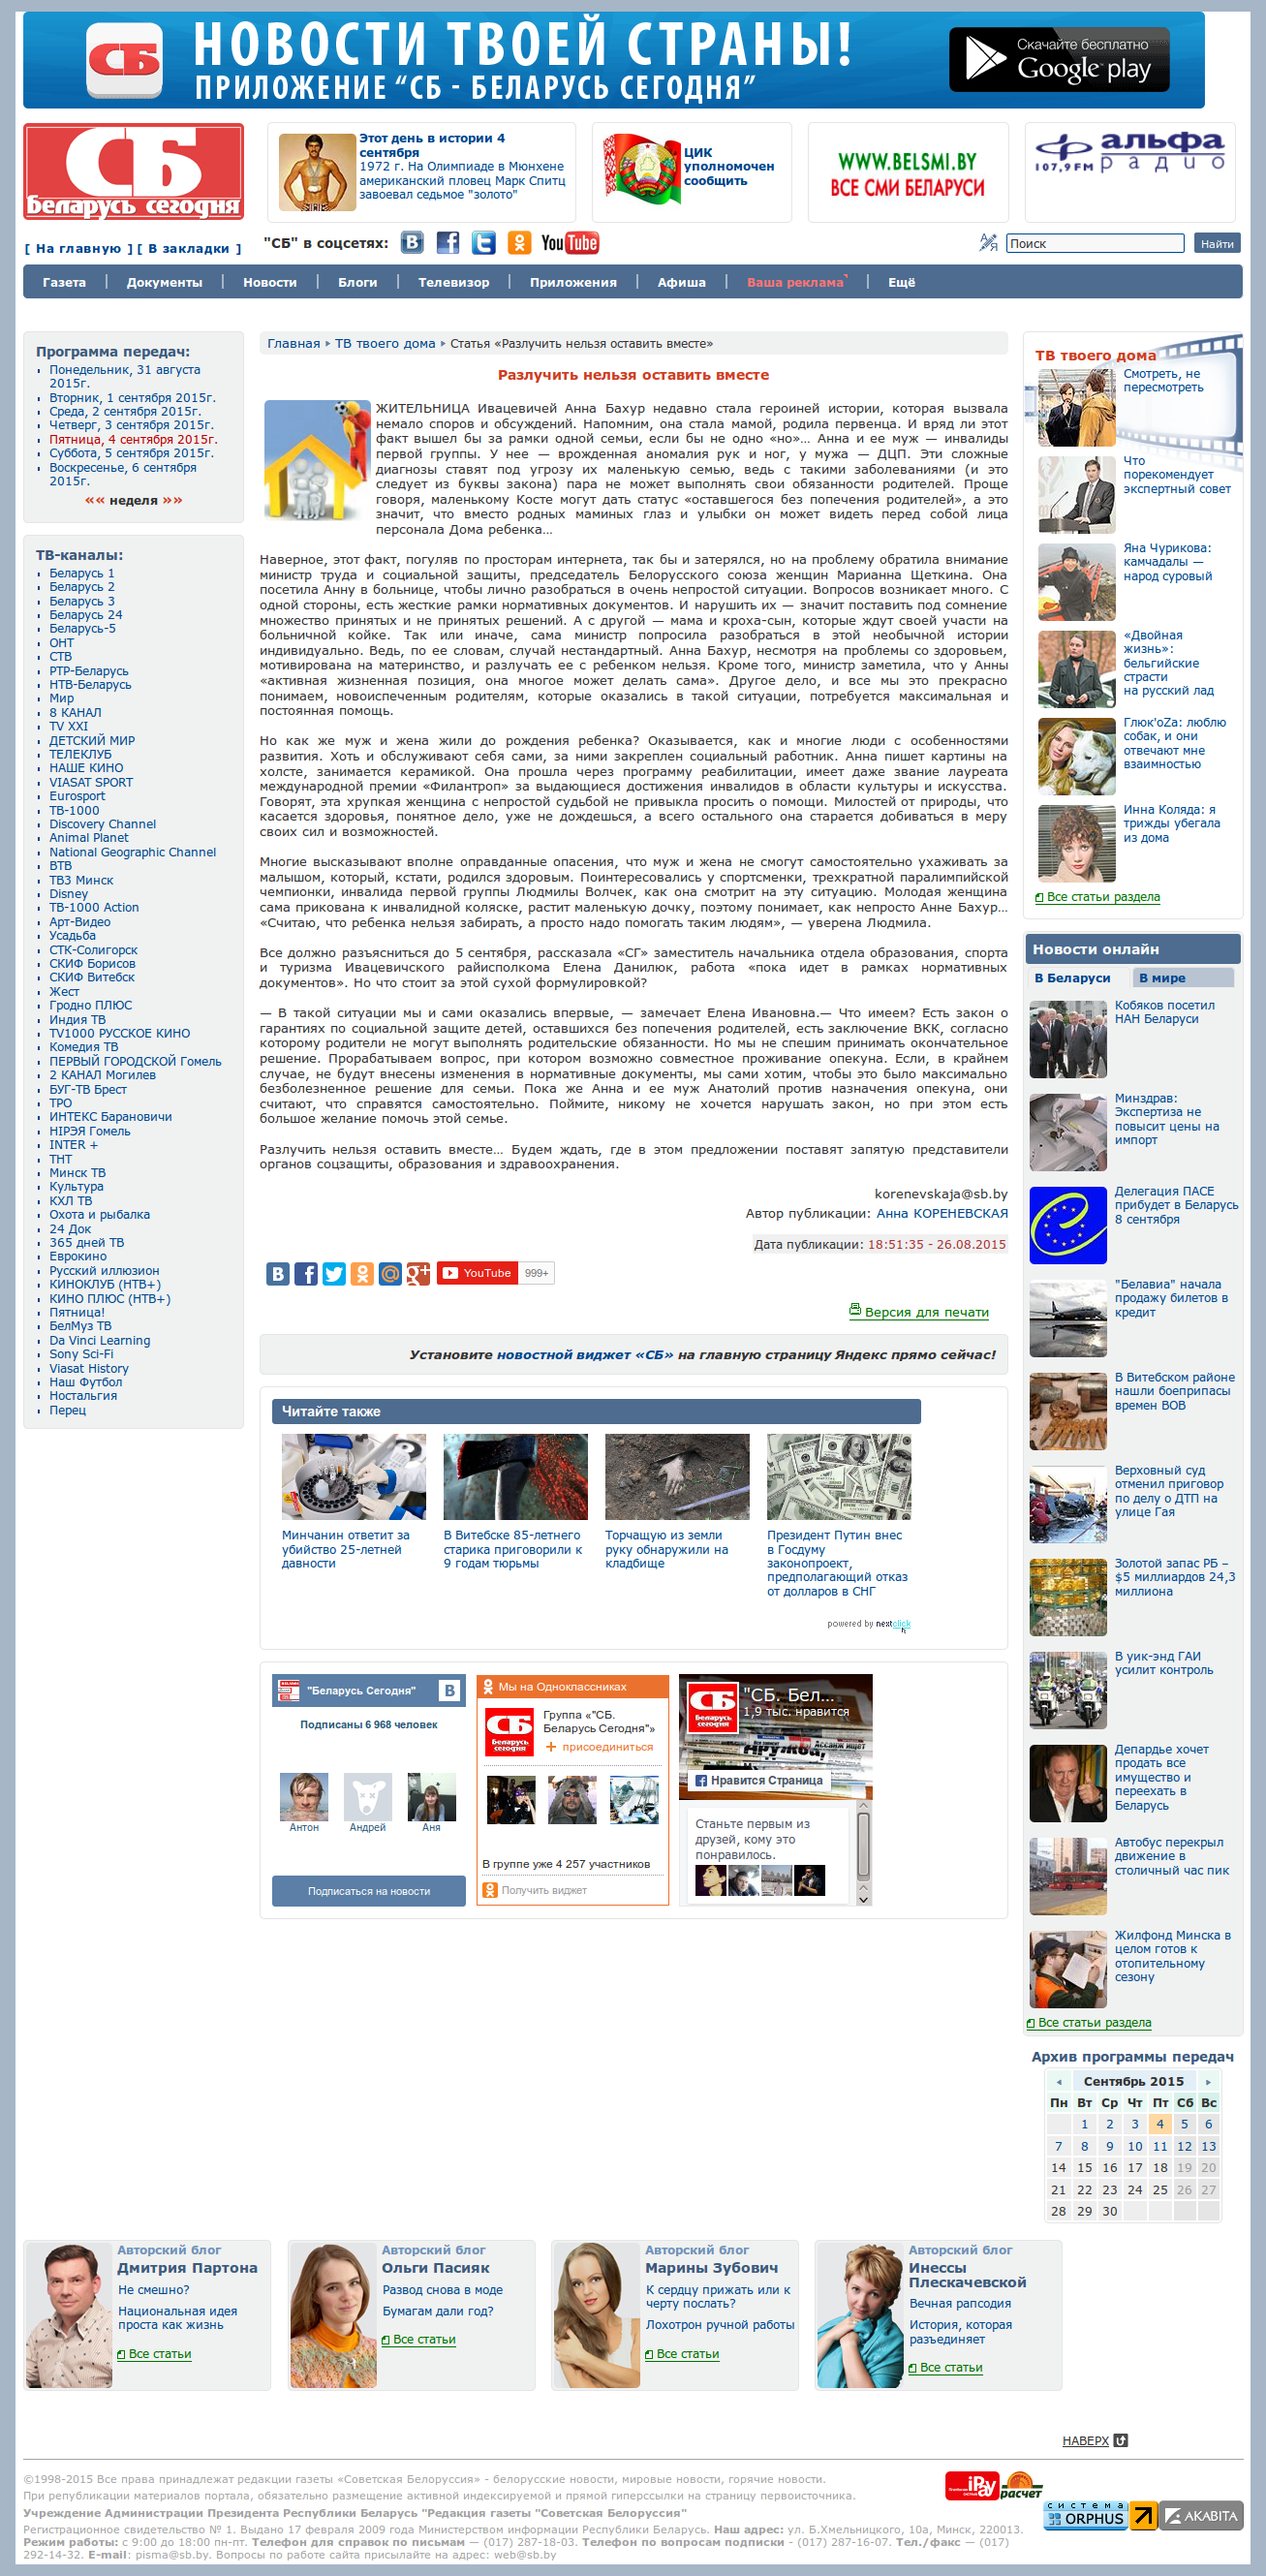 НОВОСТИ ТВОЕЙ СТРАНЫ!
ПРИЛОЖЕНИЕ “СБ - БЕЛАРУСЬ СЕГОДНЯ”
СБ
Скачайте бесплатно
Google play
СБ
Беларусь сегодня
Этот день в истории 4 сентября
1972 г. На Олимпиаде в Мюнхене
американский пловец Марк Спитц
завоевал седьмое "золото"
ЦИК
уполномочен
сообщить
WWW.BELSMI.BY
ВСЕ СМИ БЕЛАРУСИ
альфа
107,9FM радио
[ На главную ] [ В закладки ]
"СБ" в соцсетях:
You Tube
Поиск
Найти
Газета
Документы
Новости
Блоги
Телевизор
Приложения
Афиша
Ваша реклама
Ещё
Программа передач:
Понедельник, 31 августа
2015г.
Вторник, 1 сентября 2015г.
Среда, 2 сентября 2015г.
Четверг, 3 сентября 2015г.
Пятница, 4 сентября 2015г.
Суббота, 5 сентября 2015г.
Воскресенье, 6 сентября
2015г.
«« неделя »»
ТВ-каналы:
Беларусь 1
Беларусь 2
Беларусь 3
Беларусь 24
Беларусь-5
ОНТ
СТВ
РТР-Беларусь
НТВ-Беларусь
Мир
8 КАНАЛ
TV XXI
ДЕТСКИЙ МИР
ТЕЛЕКЛУБ
НАШЕ КИНО
VIASAT SPORT
Eurosport
ТВ-1000
Discovery Channel
Animal Planet
National Geographic Channel
ВТВ
ТВ3 Минск
Disney
ТВ-1000 Action
Арт-Видео
Усадьба
СТК-Солигорск
СКИФ Борисов
СКИФ Витебск
Жест
Гродно ПЛЮС
Индия ТВ
TV1000 РУССКОЕ КИНО
Комедия ТВ
ПЕРВЫЙ ГОРОДСКОЙ Гомель
2 КАНАЛ Могилев
БУГ-ТВ Брест
ТРО
ИНТЕКС Барановичи
НIРЭЯ Гомель
INTER +
ТНТ
Минск ТВ
Культура
КХЛ ТВ
Охота и рыбалка
24 Док
365 дней ТВ
Еврокино
Русский иллюзион
КИНОКЛУБ (НТВ+)
КИНО ПЛЮС (НТВ+)
Пятница!
БелМуз ТВ
Da Vinci Learning
Sony Sci-Fi
Viasat History
Наш Футбол
Ностальгия
Перец
Главная ТВ твоего дома Статья «Разлучить нельзя оставить вместе»
Разлучить нельзя оставить вместе
ЖИТЕЛЬНИЦА Ивацевичей Анна Бахур недавно стала героиней истории, которая вызвала
немало споров и обсуждений. Напомним, она стала мамой, родила первенца. И вряд ли этот
факт вышел бы за рамки одной семьи, если бы не одно «но»... Анна и ее муж — инвалиды
первой группы. У нее — врожденная аномалия рук и ног, у мужа — ДЦП. Эти сложные
диагнозы ставят под угрозу их маленькую семью, ведь с такими заболеваниями (и это
следует из буквы закона) пара не может выполнять свои обязанности родителей. Проще
говоря, маленькому Косте могут дать статус «оставшегося без попечения родителей», а это
значит, что вместо родных маминых глаз и улыбки он может видеть перед собой лица
персонала Дома ребенка...
Наверное, этот факт, погуляв по просторам интернета, так бы и затерялся, но на проблему обратила внимание
министр труда и социальной защиты, председатель Белорусского союза женщин Марианна Щеткина. Она
посетила Анну в больнице, чтобы лично разобраться в очень непростой ситуации. Вопросов возникает много. С
одной стороны, есть жесткие рамки нормативных документов. И нарушить их — значит поставить под сомнение
множество принятых и не принятых решений. А с другой — мама и кроха-сын, которые ждут своей участи на
больничной койке. Так или иначе, сама министр попросила разобраться в этой необычной истории
индивидуально. Ведь, по ее словам, случай нестандартный. Анна Бахур, несмотря на проблемы со здоровьем,
мотивирована на материнство, и разлучать ее с ребенком нельзя. Кроме того, министр заметила, что у Анны
«активная жизненная позиция, она многое может делать сама». Другое дело, и все мы это прекрасно
понимаем, новоиспеченным родителям, которые оказались в такой ситуации, потребуется максимальная и
постоянная помощь.
Но как же муж и жена жили до рождения ребенка? Оказывается, как и многие люди с особенностями
развития. Хоть и обслуживают себя сами, за ними закреплен социальный работник. Анна пишет картины на
холсте, занимается керамикой. Она прошла через программу реабилитации, имеет даже звание лауреата
международной премии «Филантроп» за выдающиеся достижения инвалидов в области культуры и искусства.
Говорят, эта хрупкая женщина с непростой судьбой не привыкла просить о помощи. Милостей от природы, что
касается здоровья, понятное дело, уже не дождешься, а всего остального она старается добиваться в меру
своих сил и возможностей.
Многие высказывают вполне оправданные опасения, что муж и жена не смогут самостоятельно ухаживать за
малышом, который, кстати, родился здоровым. Поинтересовались у спортсменки, трехкратной паралимпийской
чемпионки, инвалида первой группы Людмилы Волчек, как она смотрит на эту ситуацию. Молодая женщина
сама прикована к инвалидной коляске, растит маленькую дочку, поэтому понимает, как непросто Анне Бахур...
«Считаю, что ребенка нельзя забирать, а просто надо помогать таким людям», — уверена Людмила.
Все должно разъясниться до 5 сентября, рассказала «СГ» заместитель начальника отдела образования, спорта
и туризма Ивацевичского райисполкома Елена Данилюк, работа «пока идет в рамках нормативных
документов». Но что стоит за этой сухой формулировкой?
— В такой ситуации мы и сами оказались впервые, — замечает Елена Ивановна.— Что имеем? Есть закон о
гарантиях по социальной защите детей, оставшихся без попечения родителей, есть заключение ВКК, согласно
которому родители не могут выполнять родительские обязанности. Но мы не спешим принимать окончательное
решение. Прорабатываем вопрос, при котором возможно совместное проживание опекуна. Если, в крайнем
случае, не будут внесены изменения в нормативные документы, мы сами хотим, чтобы это было максимально
безболезненное решение для семьи. Пока же Анна и ее муж Анатолий против назначения опекуна, они
считают, что справятся самостоятельно. Поймите, никому не хочется нарушать закон, но при этом есть
большое желание помочь этой семье.
Разлучить нельзя оставить вместе... Будем ждать, где в этом предложении поставят запятую представители
органов соцзащиты, образования и здравоохранения.
korenevskaja@sb.by
Автор публикации: Анна КОРЕНЕВСКАЯ
Дата публикации: 18:51:35 - 26.08.2015
YouTube 999+
Версия для печати
Установите новостной виджет «СБ» на главную страницу Яндекс прямо сейчас!
Читайте также
Минчанин ответит за
убийство 25-летней
давности
В Витебске 85-летнего
старика приговорили к
9 годам тюрьмы
Торчащую из земли
руку обнаружили на
кладбище
Президент Путин внес
в Госдуму
законопроект,
предполагающий отказ
от долларов в СНГ
powered by nextclick
"Беларусь Сегодня"
Подписаны 6 968 человек
Антон
Андрей
Аня
Подписаться на новости
Мы на Одноклассниках
СБ
Беларусь сегодня
Группа «"СБ.
Беларусь Сегодня"»
присоединиться
В группе уже 4 257 участников
Получить виджет
СБ
Беларусь сегодня
"СБ. Бел...
1,9 тыс. нравится
Нравится Страница
Станьте первым из
друзей, кому это
понравилось.
ТВ твоего дома
Смотреть, не
пересмотреть
Что
порекомендует
экспертный совет
Яна Чурикова:
камчадалы —
народ суровый
«Двойная
жизнь»:
бельгийские
страсти
на русский лад
Глюк'oZa: люблю
собак, и они
отвечают мне
взаимностью
Инна Коляда: я
трижды убегала
из дома
Все статьи раздела
Новости онлайн
В Беларуси
В мире
Кобяков посетил
НАН Беларуси
Минздрав:
Экспертиза не
повысит цены на
импорт
Делегация ПАСЕ
прибудет в Беларусь
8 сентября
"Белавиа" начала
продажу билетов в
кредит
В Витебском районе
нашли боеприпасы
времен ВОВ
Верховный суд
отменил приговор
по делу о ДТП на
улице Гая
Золотой запас РБ –
$5 миллиардов 24,3
миллиона
В уик-энд ГАИ
усилит контроль
Депардье хочет
продать все
имущество и
переехать в
Беларусь
Автобус перекрыл
движение в
столичный час пик
Жилфонд Минска в
целом готов к
отопительному
сезону
Все статьи раздела
Архив программы передач
Сентябрь 2015
Пн Вт Ср Чт Пт Сб Вс
1 2 3 4 5 6
7 8 9 10 11 12 13
14 15 16 17 18 19 20
21 22 23 24 25 26 27
28 29 30
Авторский блог
Дмитрия Партона
Не смешно?
Национальная идея
проста как жизнь
Все статьи
Авторский блог
Ольги Пасияк
Развод снова в моде
Бумагам дали год?
Все статьи
Авторский блог
Марины Зубович
К сердцу прижать или к
черту послать?
Лохотрон ручной работы
Все статьи
Авторский блог
Инессы
Плескачевской
Вечная рапсодия
История, которая
разъединяет
Все статьи
НАВЕРХ
©1998-2015 Все права принадлежат редакции газеты «Советская Белоруссия» - белорусские новости, мировые новости, горячие новости.
При републикации материалов портала, обязательно размещение активной индексируемой и прямой гиперссылки на страницу первоисточника.
Учреждение Администрации Президента Республики Беларусь "Редакция газеты "Советская Белоруссия"
Регистрационное свидетельство № 1. Выдано 17 февраля 2009 года Министерством информации Республики Беларусь. Наш адрес: ул. Б.Хмельницкого, 10а, Минск, 220013.
Режим работы: с 9:00 до 18:00 пн-пт. Телефон для справок по письмам — (017) 287-18-03. Телефон по вопросам подписки - (017) 287-16-07. Тел./факс — (017)
292-14-32. E-mail: pisma@sb.by. Вопросы по работе сайта присылайте на адрес: web@sb.by
iPay
расчет
система
ORPHUS
AKABITA